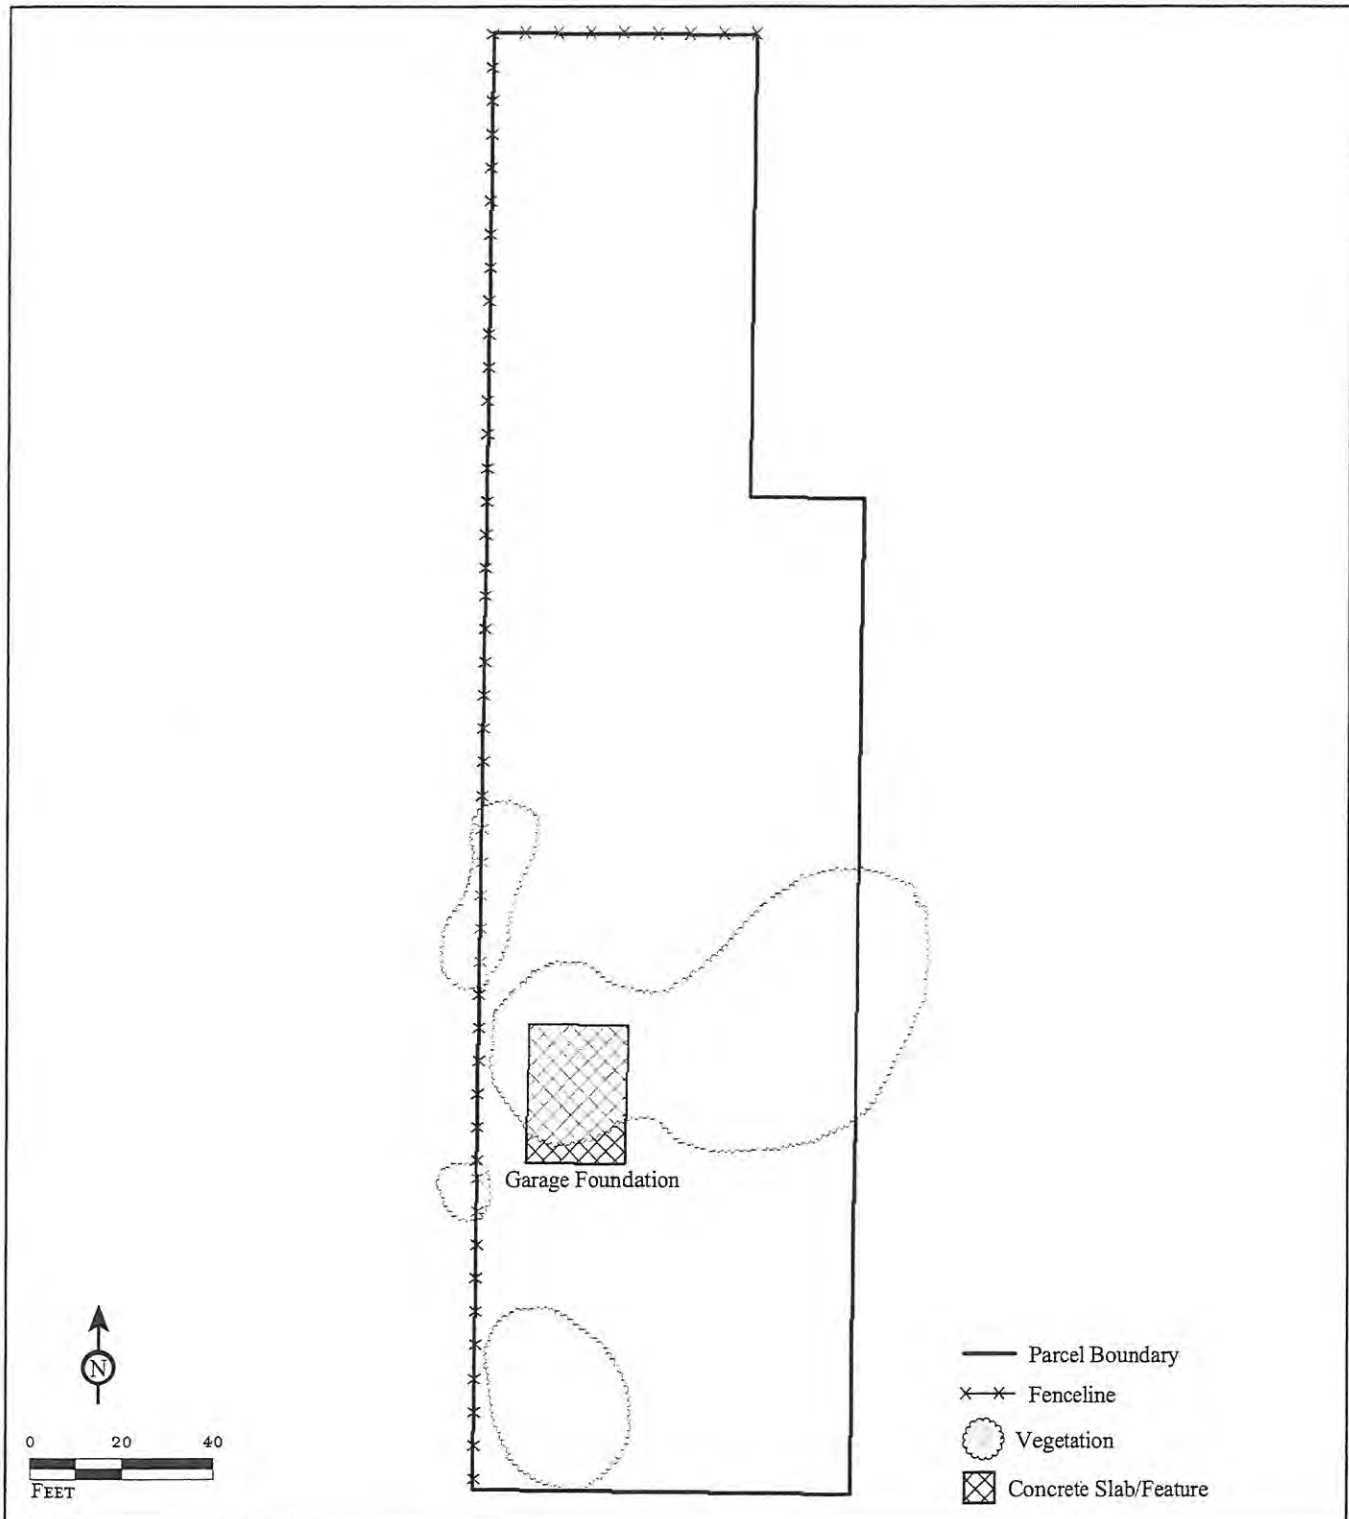 Garage Foundation
N
0 20 40
FEET
Parcel Boundary
Fenceline
Vegetation
Concrete Slab/Feature